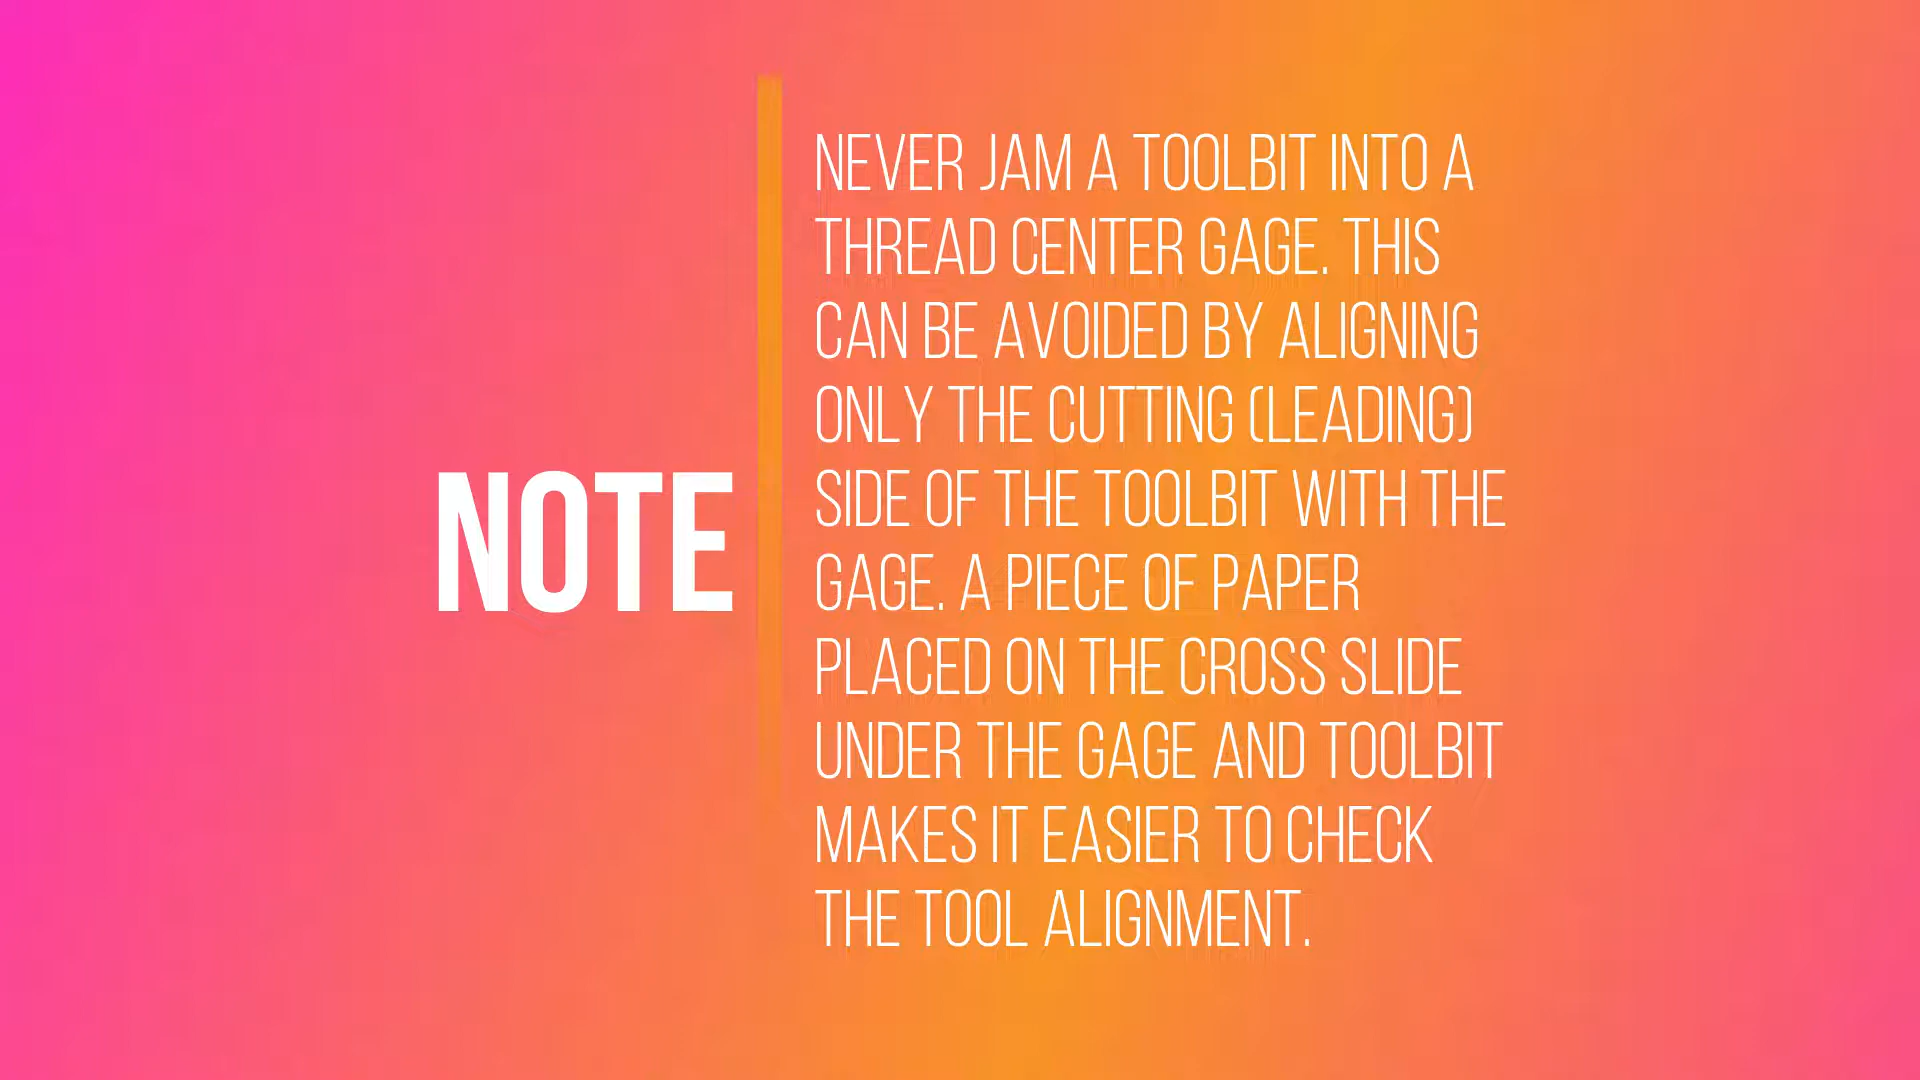 NOTE
NEVER JAM A TOOLBIT INTO A
THREAD CENTER GAGE. THIS
CAN BE AVOIDED BY ALIGNING
ONLY THE CUTTING (LEADING)
SIDE OF THE TOOLBIT WITH THE
GAGE. A PIECE OF PAPER
PLACED ON THE CROSS SLIDE
UNDER THE GAGE AND TOOLBIT
MAKES IT EASIER TO CHECK
THE TOOL ALIGNMENT.